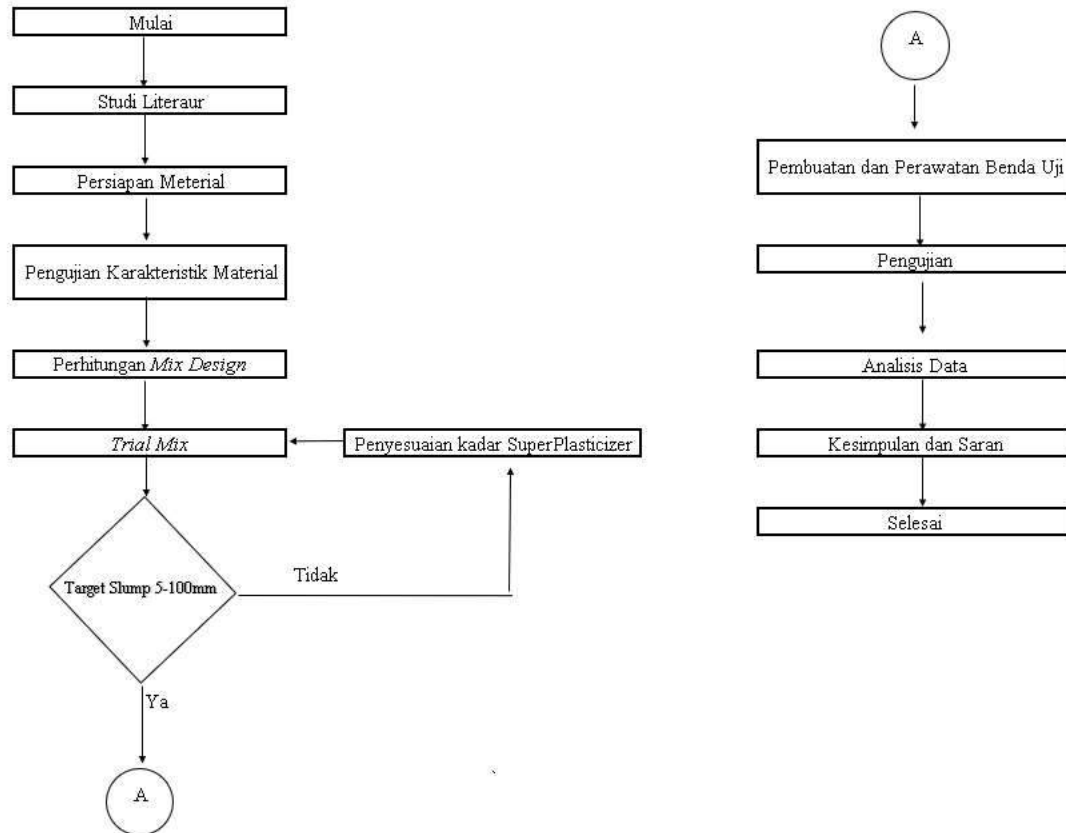 Mulai
Studi Literaur
Persiapan Meterial
Pengujian Karakteristik Material
Perhitungan Mix Design
Trial Mix
Penyesuaian kadar SuperPlasticizer
Target Slump 5-100mm
Tidak
Ya
A
A
Pembuatan dan Perawatan Benda Uji
Pengujian
Analisis Data
Kesimpulan dan Saran
Selesai